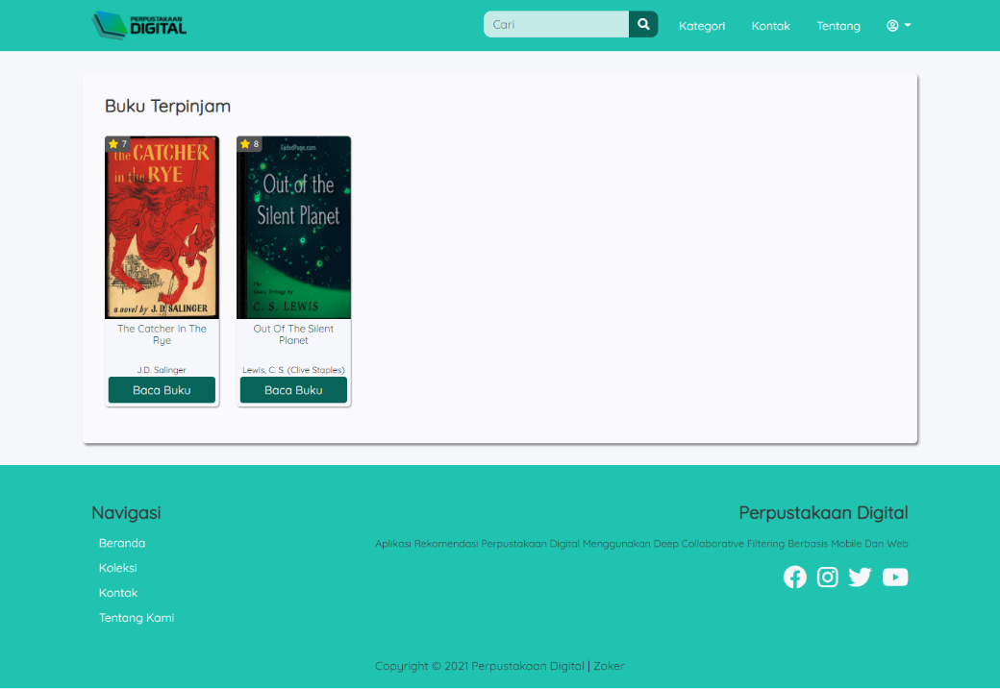 PERPUSTAKAAN
DIGITAL
Cari
Kategori
Kontak
Tentang
Buku Terpinjam
7
the CATCHER
in the RYE
a novel by J. D. SALINGER
The Catcher In The
Rye
J.D. Salinger
Baca Buku
8
FadedPage.com
Out of the
Silent Planet
The
Space Trilogy by
C. S. LEWIS
Out Of The Silent
Planet
Lewis, C. S. (Clive Staples)
Baca Buku
Navigasi
Beranda
Koleksi
Kontak
Tentang Kami
Perpustakaan Digital
Aplikasi Rekomendasi Perpustakaan Digital Menggunakan Deep Collaborative Filtering Berbasis Mobile Dan Web
Copyright © 2021 Perpustakaan Digital | Zoker